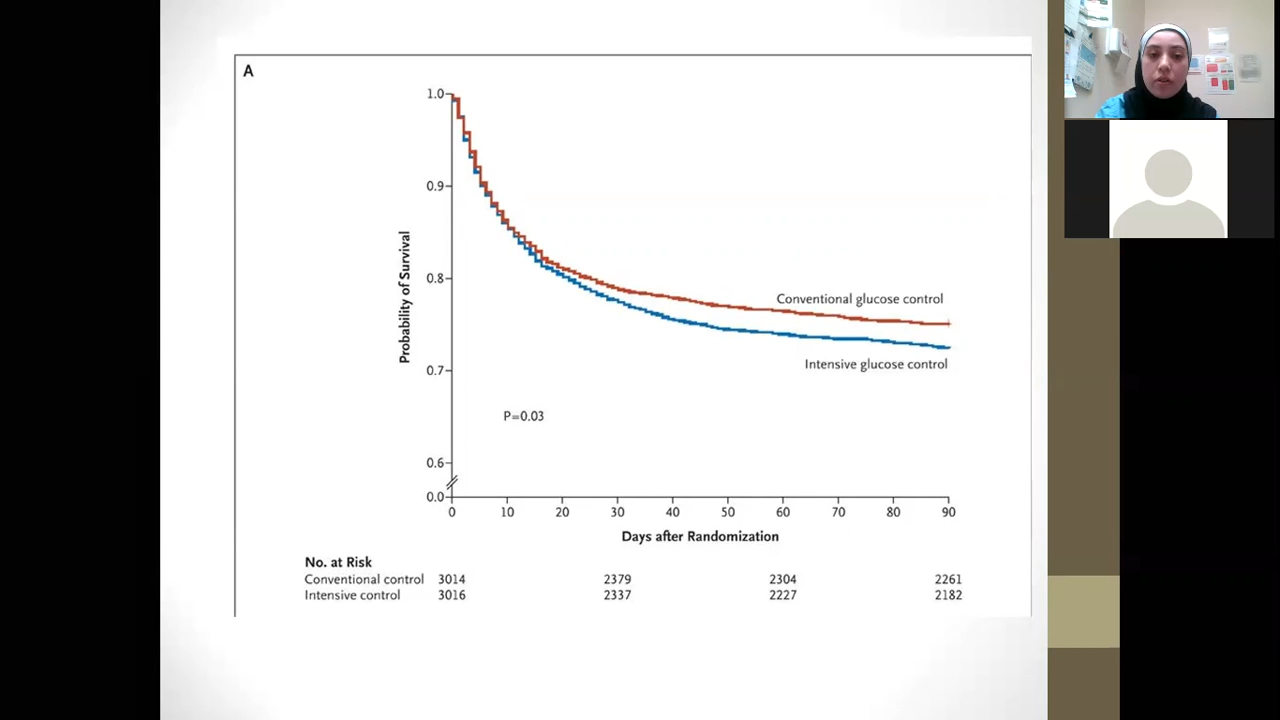 A
1.0
0.9
0.8
0.7
0.6
0.0
Probability of Survival
Conventional glucose control
Intensive glucose control
P=0.03
0 10 20 30 40 50 60 70 80 90
Days after Randomization
No. at Risk
Conventional control 3014 2379 2304 2261
Intensive control 3016 2337 2227 2182